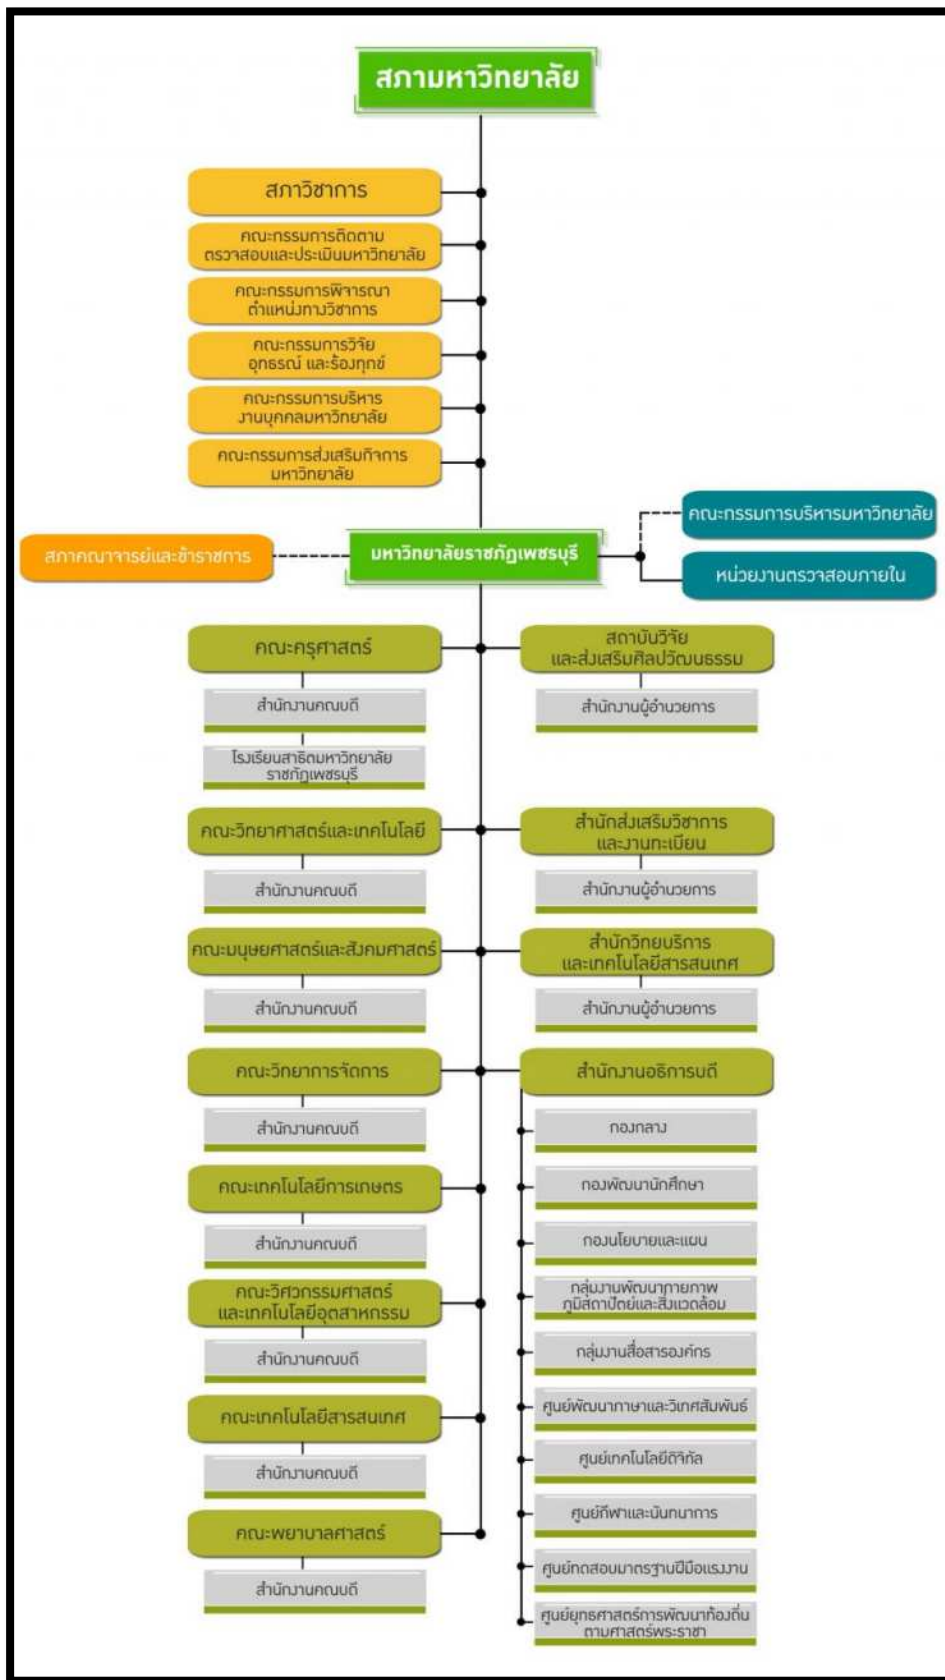 สภามหาวิทยาลัย
สภาวิชาการ
คณะกรรมการติดตาม
ตรวจสอบและประเมินมหาวิทยาลัย
คณะกรรมการพิจารณา
ตำแหน่งทางวิชาการ
คณะกรรมการวิจัย
อุทธรณ์ และร้องทุกข์
คณะกรรมการบริหาร
งานบุคคลมหาวิทยาลัย
คณะกรรมการส่งเสริมกิจการ
มหาวิทยาลัย
คณะกรรมการบริหารมหาวิทยาลัย
สภาคณาจารย์และข้าราชการ
มหาวิทยาลัยราชภัฏเพชรบุรี
หน่วยงานตรวจสอบภายใน
คณะครุศาสตร์
สำนักงานคณบดี
โรงเรียนสาธิตมหาวิทยาลัย
ราชภัฏเพชรบุรี
สถาบันวิจัย
และส่งเสริมศิลปวัฒนธรรม
สำนักงานผู้อำนวยการ
คณะวิทยาศาสตร์และเทคโนโลยี
สำนักงานคณบดี
สำนักส่งเสริมวิชาการ
และงานทะเบียน
สำนักงานผู้อำนวยการ
คณะมนุษยศาสตร์และสังคมศาสตร์
สำนักงานคณบดี
สำนักวิทยบริการ
และเทคโนโลยีสารสนเทศ
สำนักงานผู้อำนวยการ
คณะวิทยาการจัดการ
สำนักงานคณบดี
คณะเทคโนโลยีการเกษตร
สำนักงานคณบดี
คณะวิศวกรรมศาสตร์
และเทคโนโลยีอุตสาหกรรม
สำนักงานคณบดี
คณะเทคโนโลยีสารสนเทศ
สำนักงานคณบดี
คณะพยาบาลศาสตร์
สำนักงานคณบดี
สำนักงานอธิการบดี
กองกลาง
กองพัฒนานักศึกษา
กองนโยบายและแผน
กลุ่มงานพัฒนากายภาพ
ภูมิสถาปัตย์และสิ่งแวดล้อม
กลุ่มงานสื่อสารองค์กร
ศูนย์พัฒนาภาษาและวิเทศสัมพันธ์
ศูนย์เทคโนโลยีดิจิทัล
ศูนย์กีฬาและนันทนาการ
ศูนย์ทดสอบมาตรฐานฝีมือแรงงาน
ศูนย์ยุทธศาสตร์การพัฒนาท้องถิ่น
ตามศาสตร์พระราชา